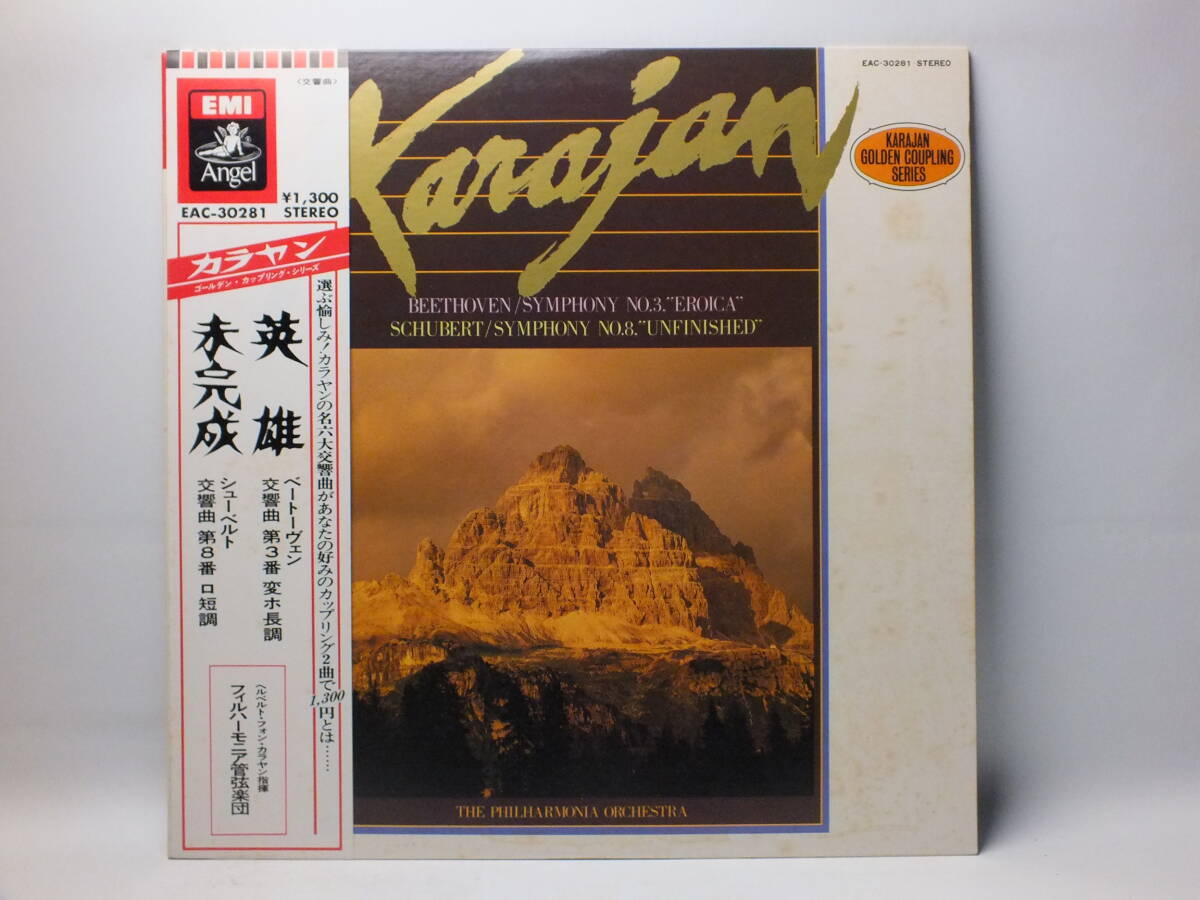 〈交響曲〉
EMI
Angel
¥1,300
EAC-30281 STEREO
カラヤン
ゴールデン・カップリング・シリーズ
選ぶ愉しみ!カラヤンの名六大交響曲があなたの好みのカップリング2曲で1,300円とは……
英雄
ベートーヴェン
交響曲 第3番 変ホ長調
未完成
シューベルト
交響曲 第8番 ロ短調
ヘルベルト・フォン・カラヤン指揮
フィルハーモニア管弦楽団
Karajan
BEETHOVEN/SYMPHONY NO.3."EROICA"
SCHUBERT/SYMPHONY NO.8."UNFINISHED"
THE PHILHARMONIA ORCHESTRA
EAC-30281・STEREO
KARAJAN
GOLDEN COUPLING
SERIES